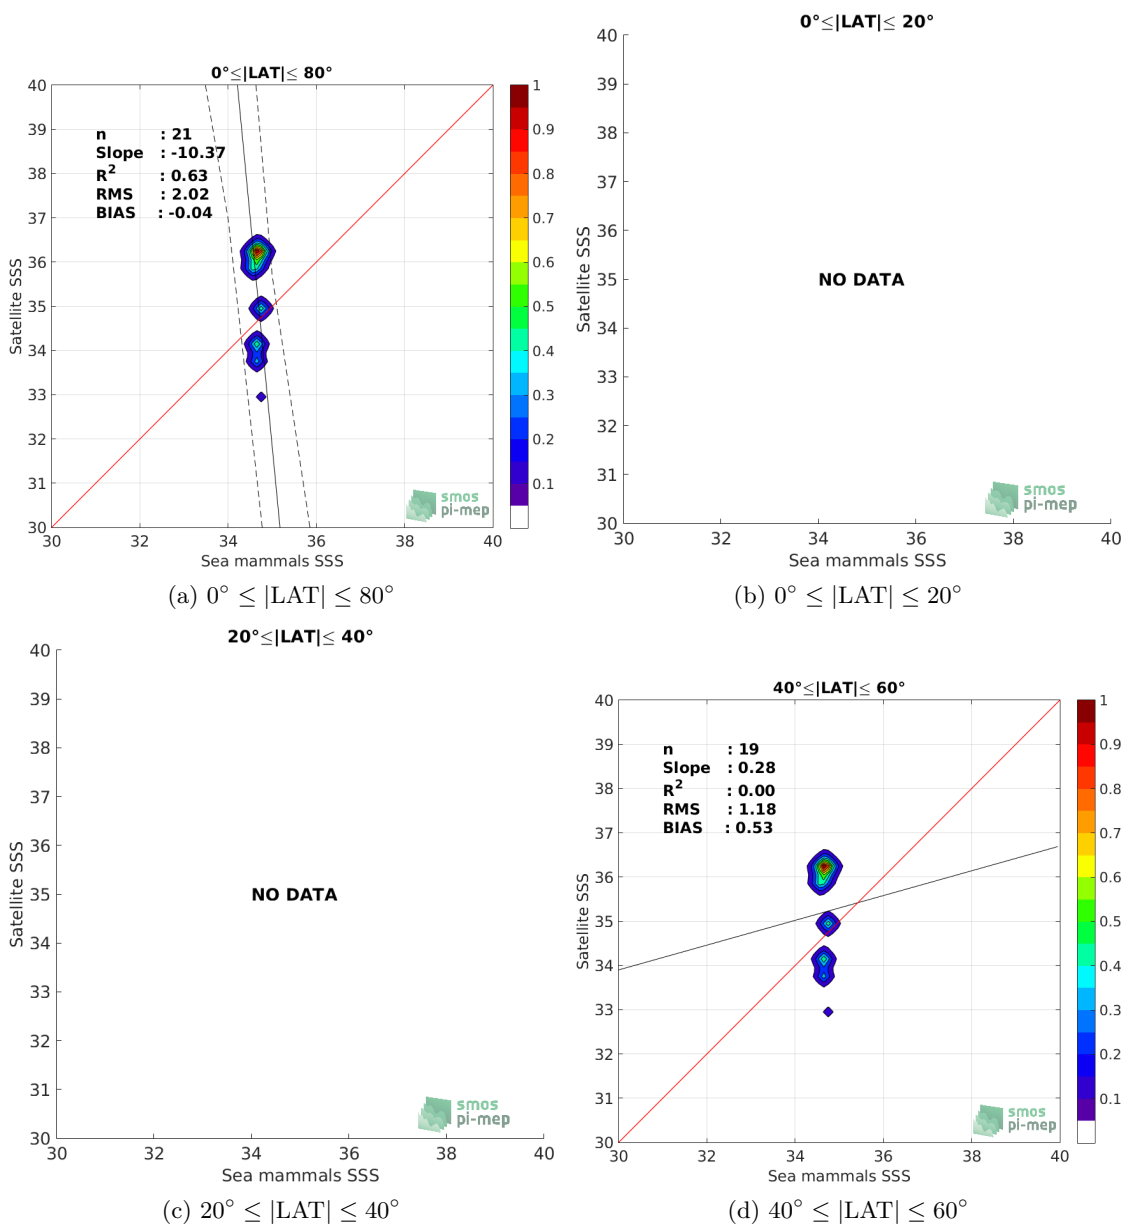 0°≤|LAT|≤ 80°
40
39
38
37
36
35
34
33
32
31
30
Satellite SSS
n : 21
Slope : -10.37
R² : 0.63
RMS : 2.02
BIAS : -0.04
1
0.9
0.8
0.7
0.6
0.5
0.4
0.3
0.2
0.1
smos
pi-mep
30 32 34 36 38 40
Sea mammals SSS
(a) 0° ≤ |LAT| ≤ 80°
0°≤|LAT|≤ 20°
40
39
38
37
36
35
34
33
32
31
30
Satellite SSS
NO DATA
smos
pi-mep
30 32 34 36 38 40
Sea mammals SSS
(b) 0° ≤ |LAT| ≤ 20°
20°≤|LAT|≤ 40°
40
39
38
37
36
35
34
33
32
31
30
Satellite SSS
NO DATA
smos
pi-mep
30 32 34 36 38 40
Sea mammals SSS
(c) 20° ≤ |LAT| ≤ 40°
40°≤|LAT|≤ 60°
40
39
38
37
36
35
34
33
32
31
30
Satellite SSS
n : 19
Slope : 0.28
R² : 0.00
RMS : 1.18
BIAS : 0.53
1
0.9
0.8
0.7
0.6
0.5
0.4
0.3
0.2
0.1
smos
pi-mep
30 32 34 36 38 40
Sea mammals SSS
(d) 40° ≤ |LAT| ≤ 60°